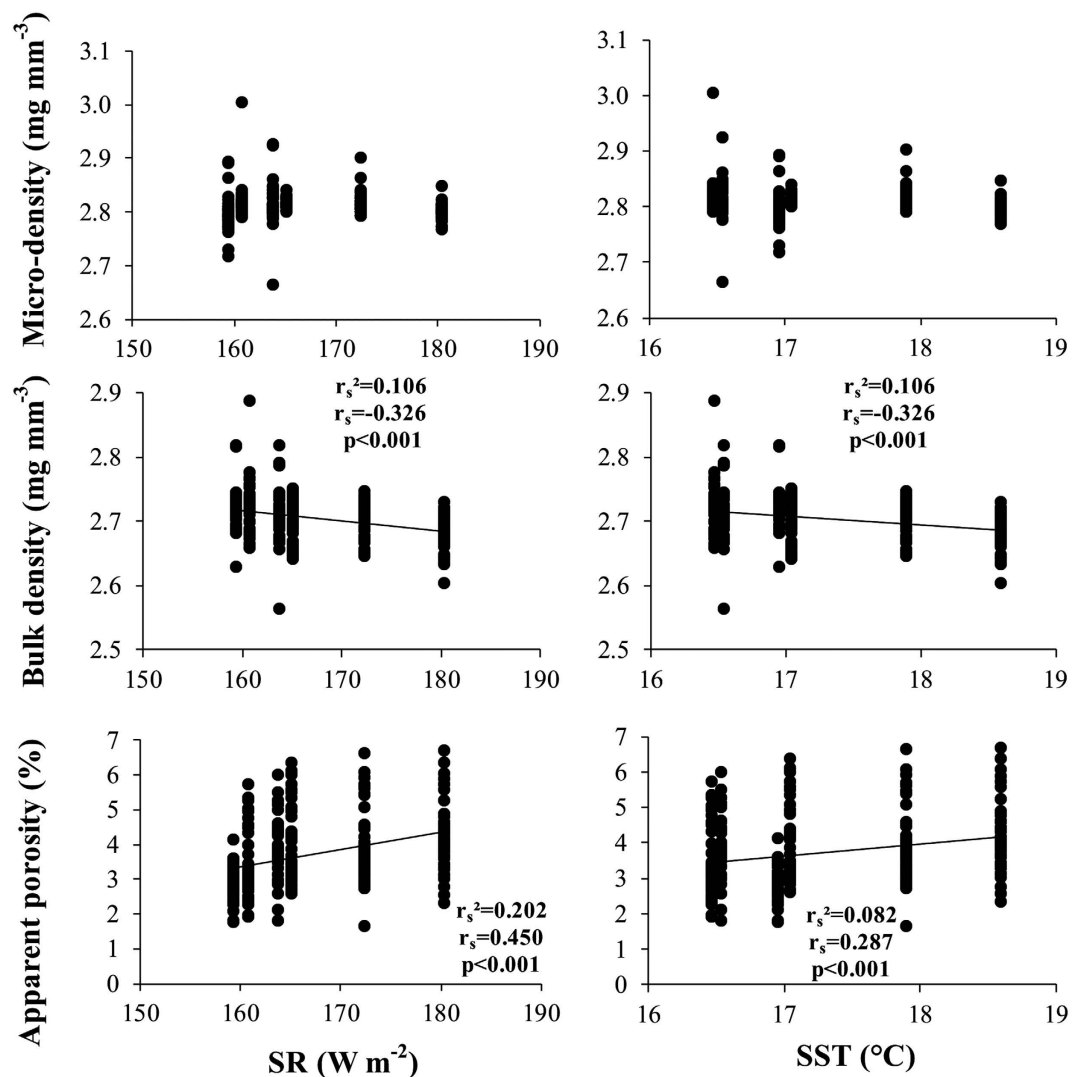 Micro-density (mg mm⁻³)
3.1
3.0
2.9
2.8
2.7
2.6
150 160 170 180 190
3.1
3.0
2.9
2.8
2.7
2.6
16 17 18 19
Bulk density (mg mm⁻³)
2.9
2.8
2.7
2.6
2.5
150 160 170 180 190
rₛ²=0.106
rₛ=-0.326
p<0.001
2.9
2.8
2.7
2.6
2.5
16 17 18 19
rₛ²=0.106
rₛ=-0.326
p<0.001
Apparent porosity (%)
7
6
5
4
3
2
1
0
150 160 170 180 190
rₛ²=0.202
rₛ=0.450
p<0.001
SR (W m⁻²)
7
6
5
4
3
2
1
0
16 17 18 19
rₛ²=0.082
rₛ=0.287
p<0.001
SST (°C)